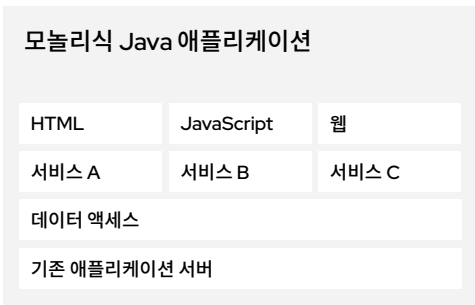 모놀리식 Java 애플리케이션
HTML JavaScript 웹
서비스 A 서비스 B 서비스 C
데이터 액세스
기존 애플리케이션 서버